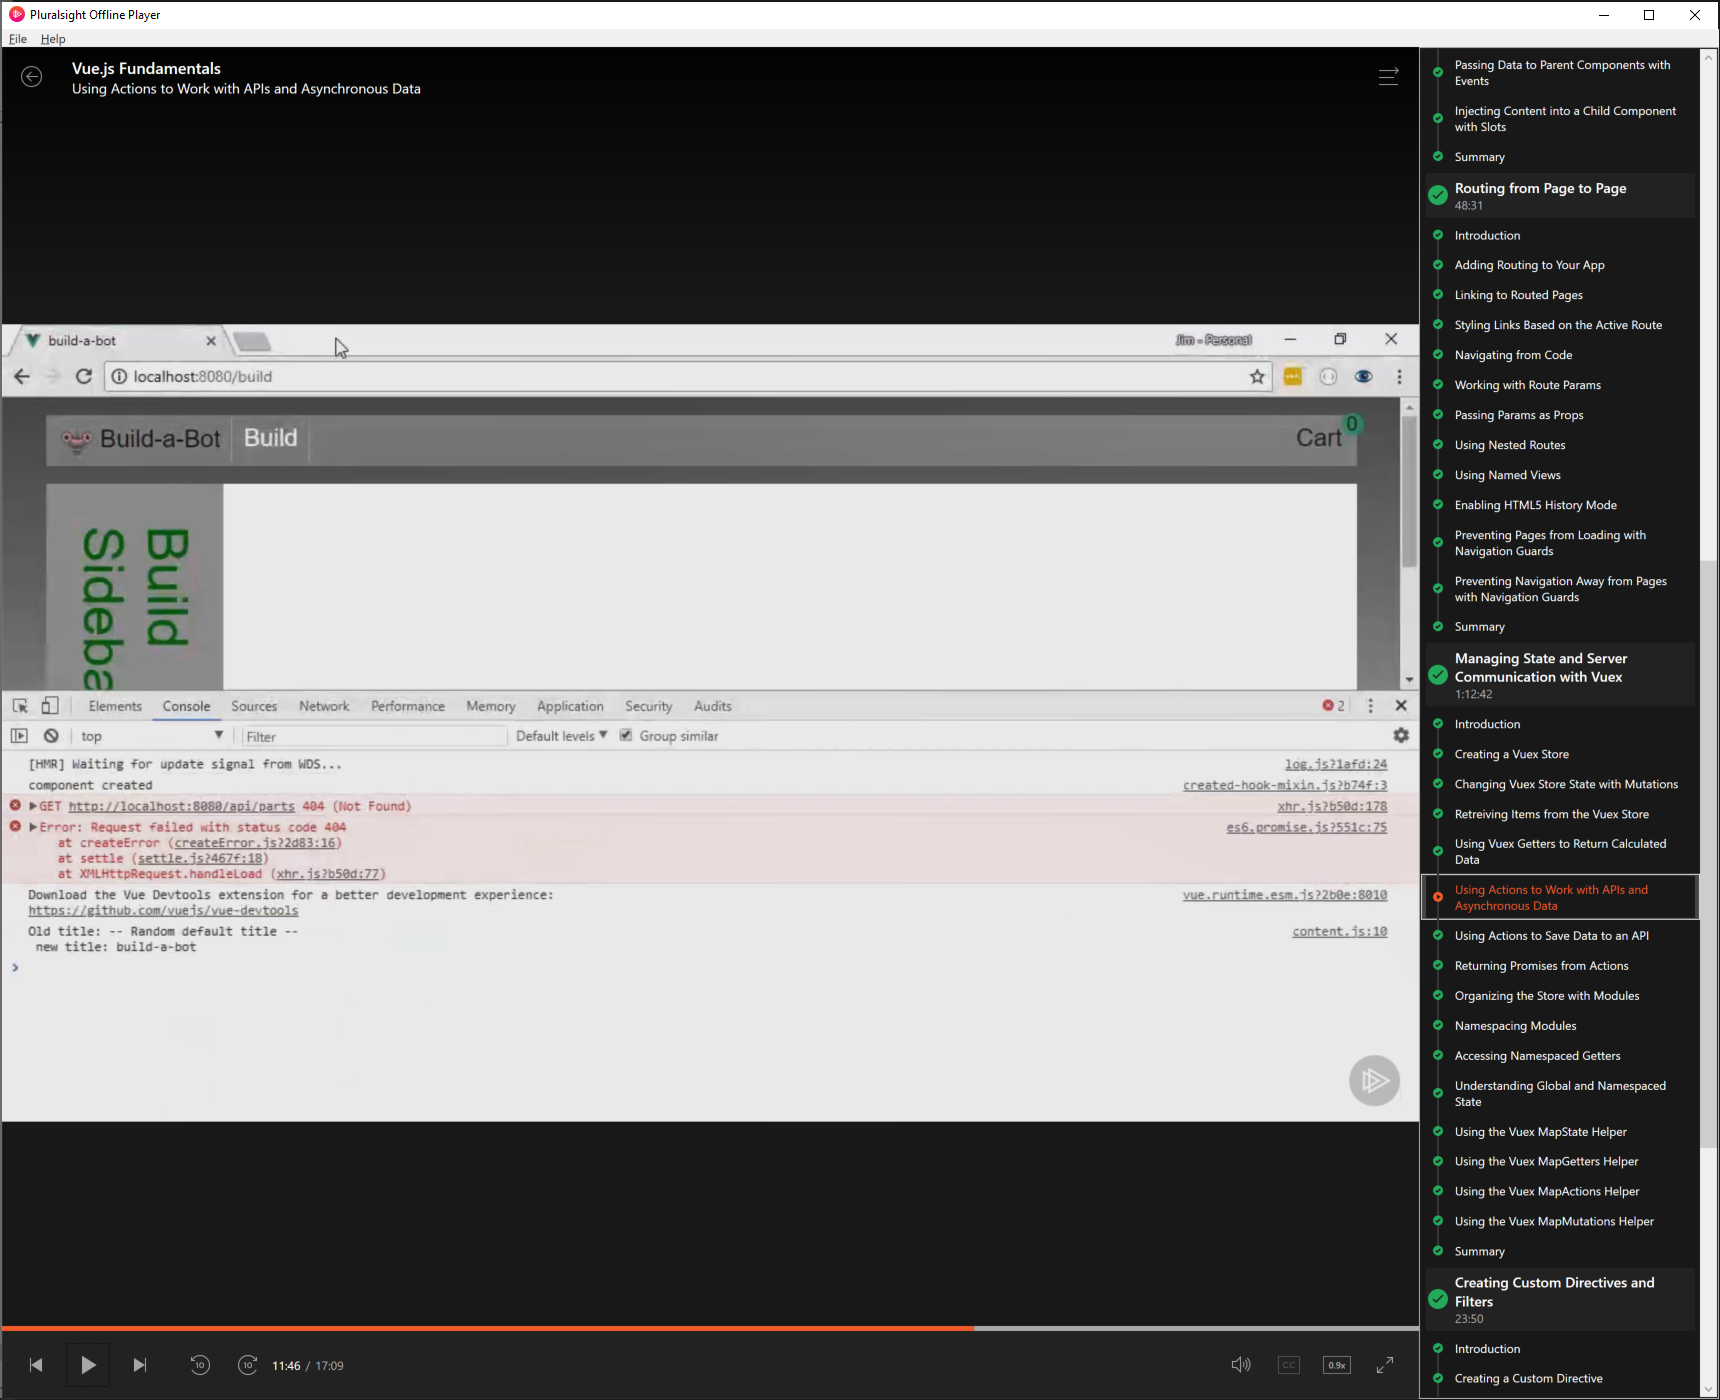 Pluralsight Offline Player
File Help
Vue.js Fundamentals
Using Actions to Work with APIs and Asynchronous Data
build-a-bot
Jim - Personal
localhost:8080/build
Build-a-Bot Build Cart 0
Build
Sideba
Elements Console Sources Network Performance Memory Application Security Audits 2
top Filter Default levels Group similar
[HMR] Waiting for update signal from WDS... log.js?1afd:24
component created created-hook-mixin.js?b74f:3
GET http://localhost:8080/api/parts 404 (Not Found) xhr.js?b50d:178
Error: Request failed with status code 404 es6.promise.js?551c:75
at createError (createError.js?2d83:16)
at settle (settle.js?467f:18)
at XMLHttpRequest.handleLoad (xhr.js?b50d:77)
Download the Vue Devtools extension for a better development experience: vue.runtime.esm.js?2b0e:8010
https://github.com/vuejs/vue-devtools
Old title: -- Random default title -- content.js:10
new title: build-a-bot
10 10 11:46 / 17:09 CC 0.9x
Passing Data to Parent Components with
Events
Injecting Content into a Child Component
with Slots
Summary
Routing from Page to Page
48:31
Introduction
Adding Routing to Your App
Linking to Routed Pages
Styling Links Based on the Active Route
Navigating from Code
Working with Route Params
Passing Params as Props
Using Nested Routes
Using Named Views
Enabling HTML5 History Mode
Preventing Pages from Loading with
Navigation Guards
Preventing Navigation Away from Pages
with Navigation Guards
Summary
Managing State and Server
Communication with Vuex
1:12:42
Introduction
Creating a Vuex Store
Changing Vuex Store State with Mutations
Retreiving Items from the Vuex Store
Using Vuex Getters to Return Calculated
Data
Using Actions to Work with APIs and
Asynchronous Data
Using Actions to Save Data to an API
Returning Promises from Actions
Organizing the Store with Modules
Namespacing Modules
Accessing Namespaced Getters
Understanding Global and Namespaced
State
Using the Vuex MapState Helper
Using the Vuex MapGetters Helper
Using the Vuex MapActions Helper
Using the Vuex MapMutations Helper
Summary
Creating Custom Directives and
Filters
23:50
Introduction
Creating a Custom Directive